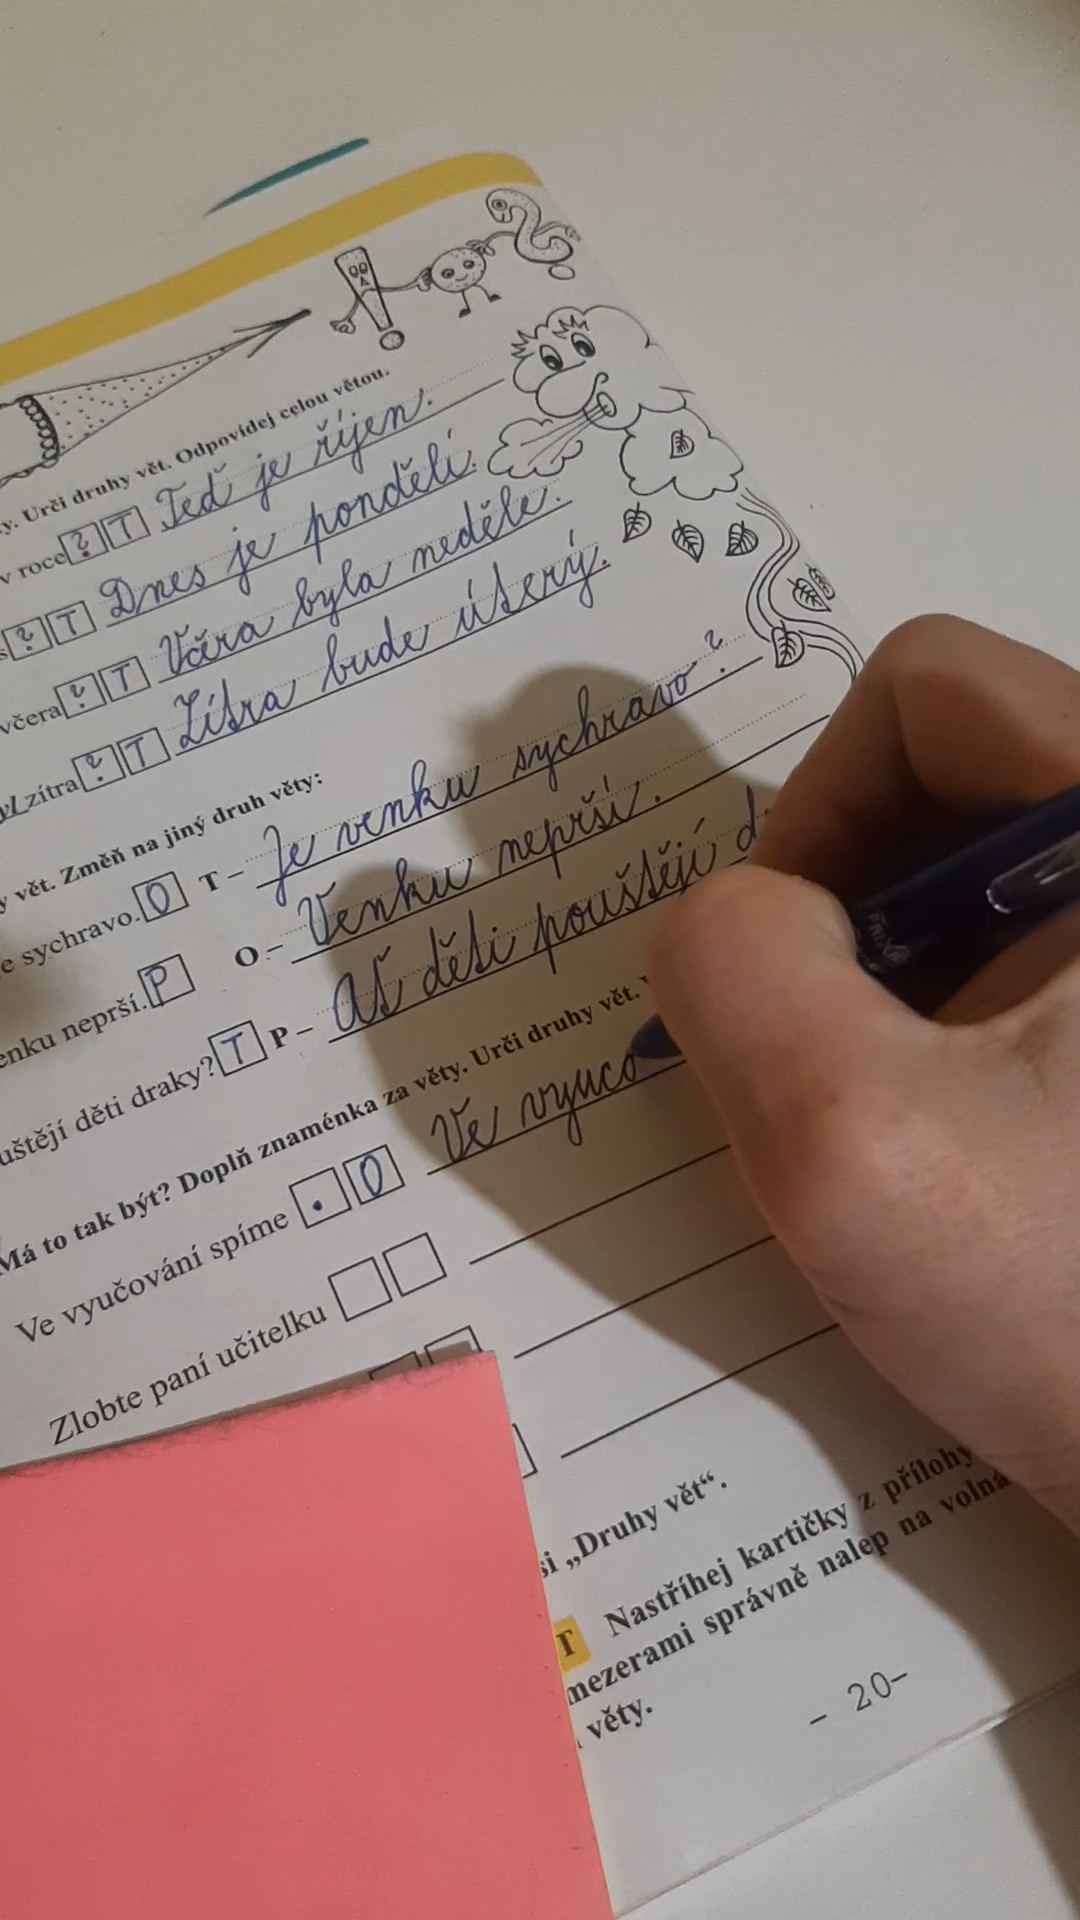 Urči druhy vět. Odpovídej celou větou.
v roce ? T Teď je říjen.
? T Dnes je pondělí.
včera ? T Včera byla neděle.
zítra ? T Zítra bude úterý.
vět. Změň na jiný druh věty:
sychravo. O T – Je venku sychravo?
neprší. P O – Venku neprší.
děti draky? T P – Ať děti pouštějí
Má to tak být? Doplň znaménka za věty. Urči druhy vět.
Ve vyučování spíme . O Ve vyučo
Zlobte paní učitelku
„Druhy vět“.
T Nastříhej kartičky z přílohy
mezerami správně nalep na volná
věty.
– 20–
FRIXION